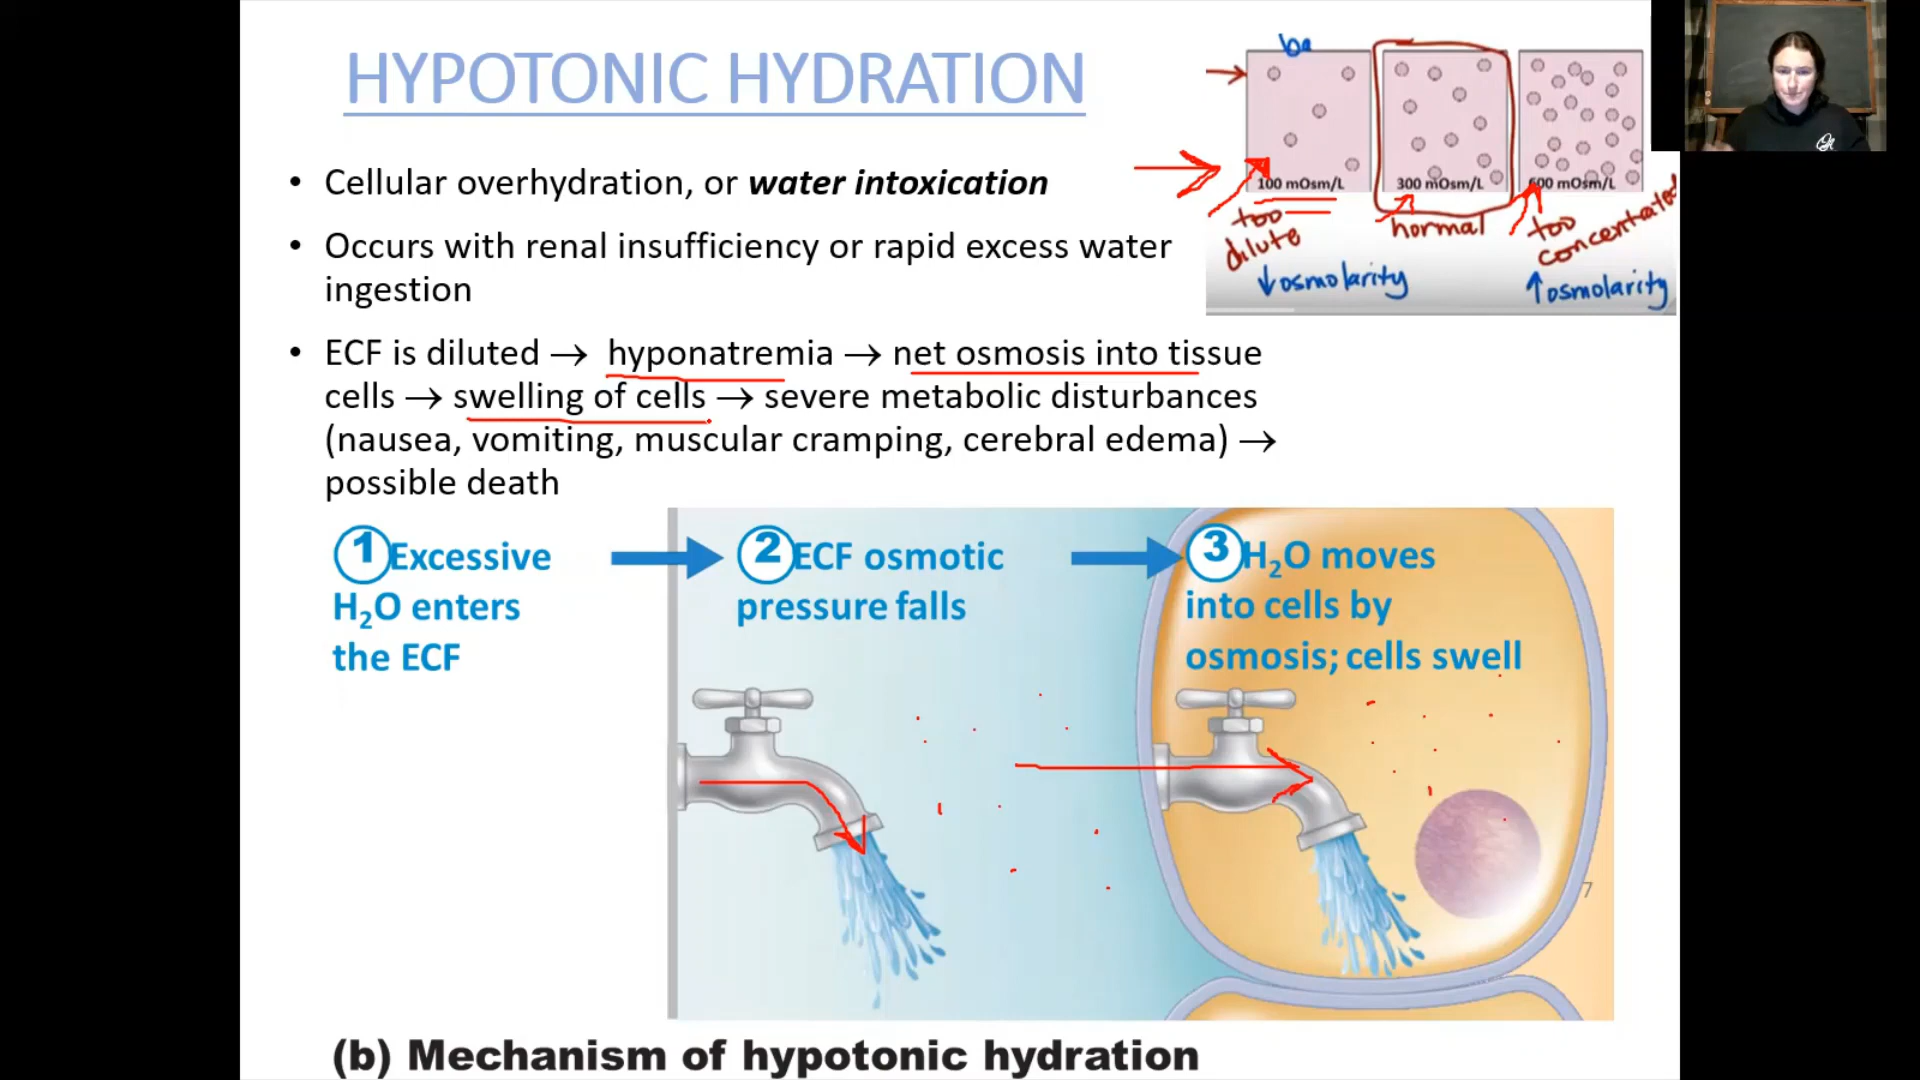 HYPOTONIC HYDRATION
• Cellular overhydration, or water intoxication
• Occurs with renal insufficiency or rapid excess water
ingestion
• ECF is diluted → hyponatremia → net osmosis into tissue
cells → swelling of cells → severe metabolic disturbances
(nausea, vomiting, muscular cramping, cerebral edema) →
possible death
ba
100 mOsm/L
300 mOsm/L
600 mOsm/L
too
dilute
normal
too
concentrated
↓osmolarity
↑osmolarity
1 Excessive
H₂O enters
the ECF
2 ECF osmotic
pressure falls
3 H₂O moves
into cells by
osmosis; cells swell
7
(b) Mechanism of hypotonic hydration